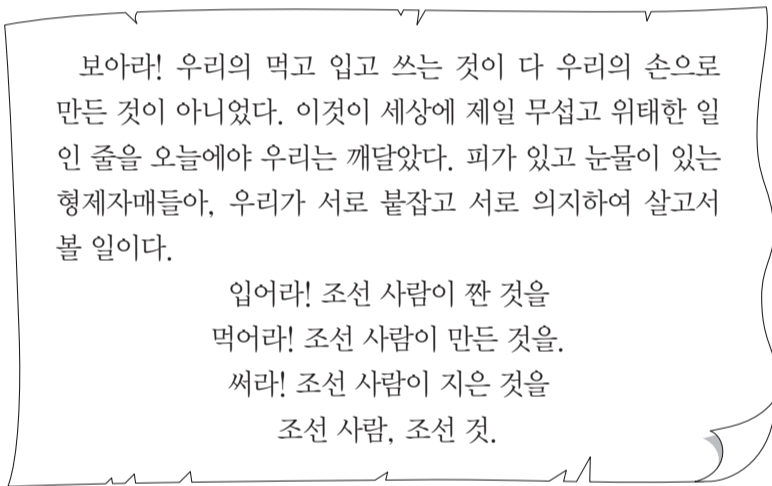 보아라! 우리의 먹고 입고 쓰는 것이 다 우리의 손으로
만든 것이 아니었다. 이것이 세상에 제일 무섭고 위태한 일
인 줄을 오늘에야 우리는 깨달았다. 피가 있고 눈물이 있는
형제자매들아, 우리가 서로 붙잡고 서로 의지하여 살고서
볼 일이다.
입어라! 조선 사람이 짠 것을
먹어라! 조선 사람이 만든 것을.
써라! 조선 사람이 지은 것을
조선 사람, 조선 것.